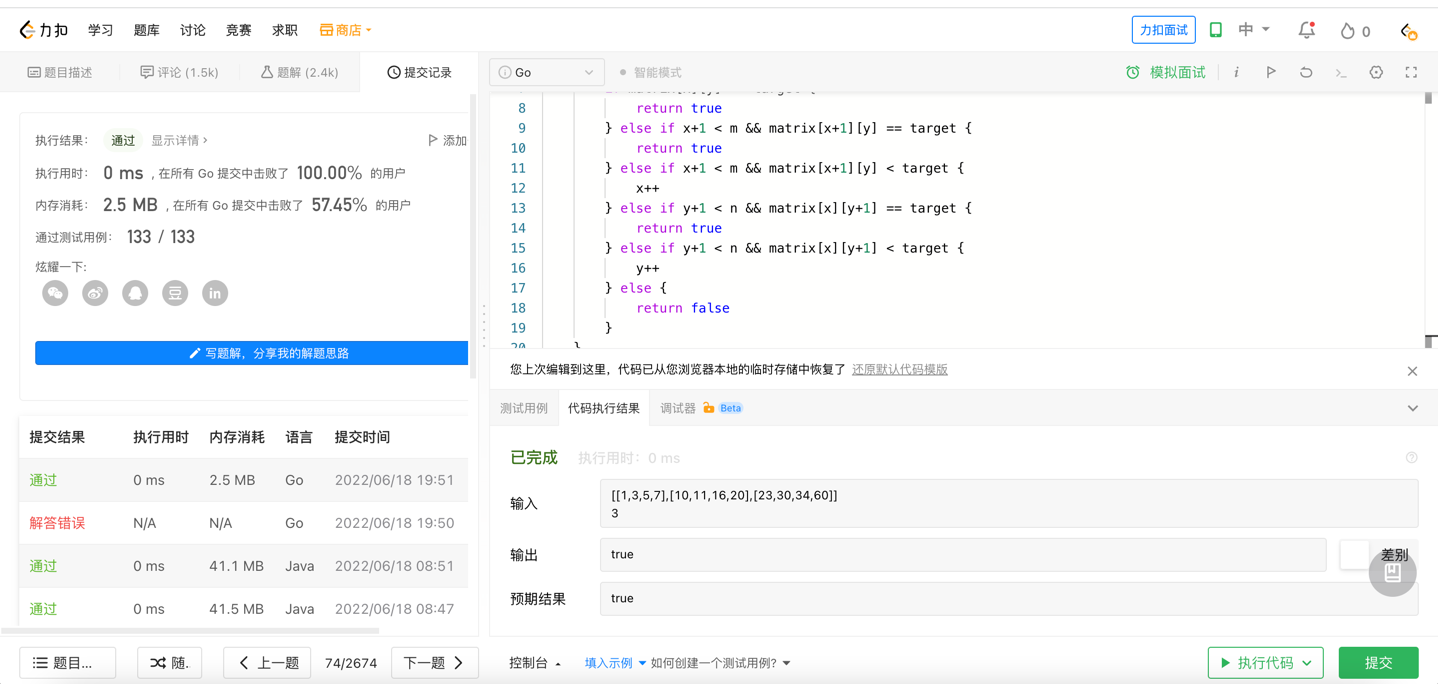 力扣 学习 题库 讨论 竞赛 求职 商店 力扣面试 中 0
题目描述 评论 (1.5k) 题解 (2.4k) 提交记录
执行结果： 通过 显示详情 › 添加
执行用时： 0 ms , 在所有 Go 提交中击败了 100.00% 的用户
内存消耗： 2.5 MB , 在所有 Go 提交中击败了 57.45% 的用户
通过测试用例： 133 / 133
炫耀一下:
豆 in
写题解，分享我的解题思路
提交结果 执行用时 内存消耗 语言 提交时间
通过 0 ms 2.5 MB Go 2022/06/18 19:51
解答错误 N/A N/A Go 2022/06/18 19:50
通过 0 ms 41.1 MB Java 2022/06/18 08:51
通过 0 ms 41.5 MB Java 2022/06/18 08:47
题目... 随. 上一题 74/2674 下一题
Go 智能模式 模拟面试 i
8 return true
9 } else if x+1 < m && matrix[x+1][y] == target {
10 return true
11 } else if x+1 < m && matrix[x+1][y] < target {
12 x++
13 } else if y+1 < n && matrix[x][y+1] == target {
14 return true
15 } else if y+1 < n && matrix[x][y+1] < target {
16 y++
17 } else {
18 return false
19 }
20 }
您上次编辑到这里，代码已从您浏览器本地的临时存储中恢复了 还原默认代码模版
测试用例 代码执行结果 调试器 Beta
已完成 执行用时：0 ms
输入 [[1,3,5,7],[10,11,16,20],[23,30,34,60]]
3
输出 true 差别
预期结果 true
控制台 填入示例 如何创建一个测试用例? 执行代码 提交